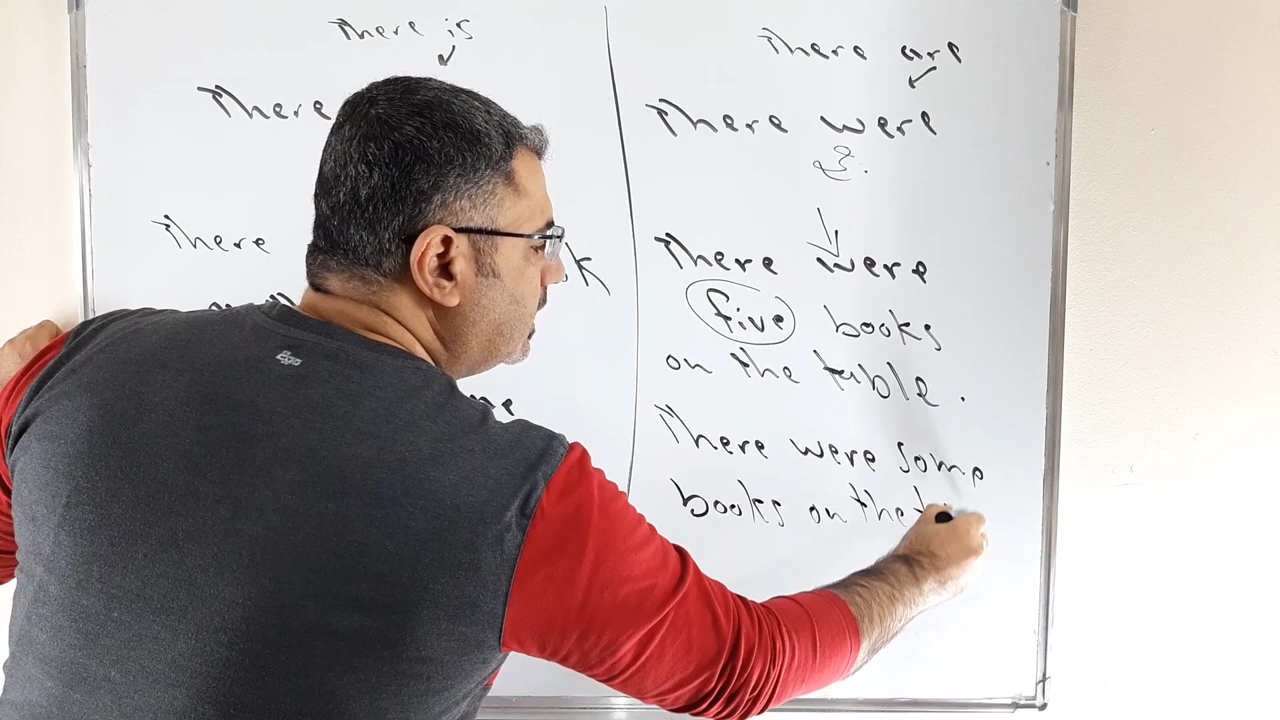 There is
There
There
There are
There were
There were
five books
on the table.
There were some
books on the
Ego